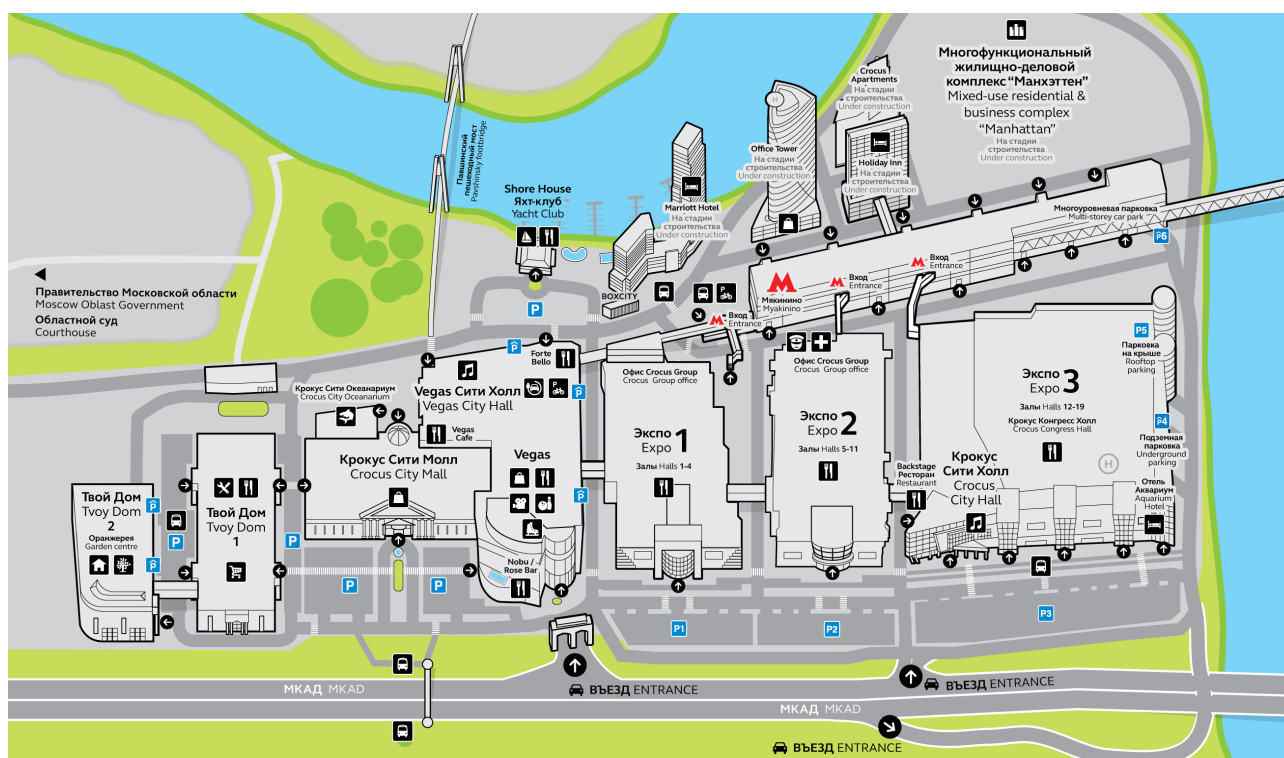 Многофункциональный
жилищно-деловой
комплекс “Манхэттен”
Mixed-use residential &
business complex
“Manhattan”
На стадии
строительства
Under construction
Crocus
Apartments
На стадии
строительства
Under construction
H
Office Tower
На стадии
строительства
Under construction
Holiday Inn
На стадии
строительства
Under construction
Павшинский
пешеходный мост
Pavshinsky footbridge
Shore House
Яхт-клуб
Yacht Club
Marriott Hotel
На стадии
строительства
Under construction
Многоуровневая парковка
Multi-storey car park
P6
Правительство Московской области
Moscow Oblast Government
Областной суд
Courthouse
BOXCITY
P
P
М
Мякинино
Myakinino
М Вход
Entrance
М Вход
Entrance
М Вход
Entrance
P
Forte
Bello
P
P
Vegas Сити Холл
Vegas City Hall
Vegas
Cafe
Vegas
P
Nobu /
Rose Bar
Крокус Сити Океанариум
Crocus City Oceanarium
Крокус Сити Молл
Crocus City Mall
Офис Crocus Group
Crocus Group office
Экспо
Expo
1
Залы Halls 1-4
Офис Crocus Group
Crocus Group office
Экспо
Expo
2
Залы Halls 5-11
Экспо
Expo
3
Залы Halls 12-19
Крокус Конгресс Холл
Crocus Congress Hall
H
P5
Парковка
на крыше
Rooftop
parking
P4
Подземная
парковка
Underground
parking
Отель
Аквариум
Aquarium
Hotel
Backstage
Ресторан
Restaurant
Крокус
Сити Холл
Crocus
City Hall
Твой Дом
Tvoy Dom
2
Оранжерея
Garden centre
P
P
P
Твой Дом
Tvoy Dom
1
P
P
P
P1
P2
P3
МКАД MKAD
ВЪЕЗД ENTRANCE
ВЪЕЗД ENTRANCE
МКАД MKAD
ВЪЕЗД ENTRANCE